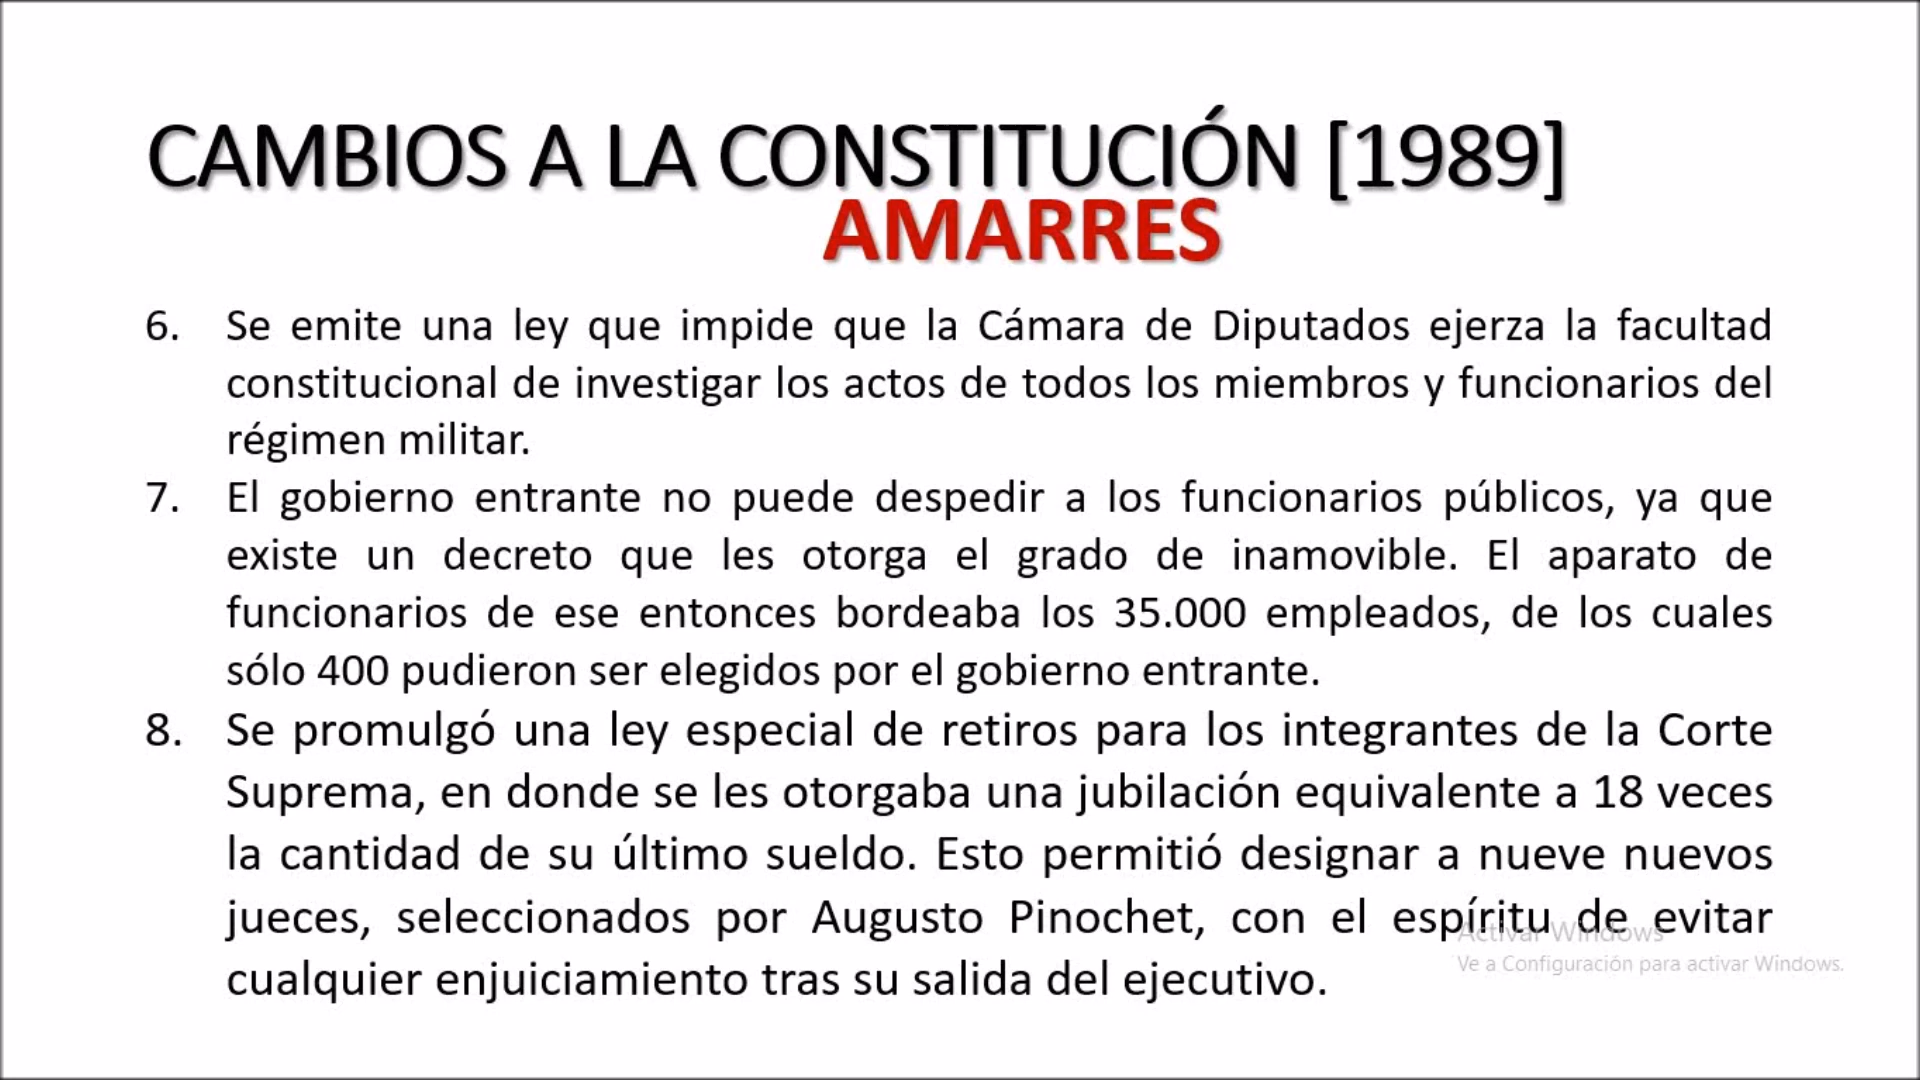 CAMBIOS A LA CONSTITUCIÓN [1989]
AMARRES
6. Se emite una ley que impide que la Cámara de Diputados ejerza la facultad
constitucional de investigar los actos de todos los miembros y funcionarios del
régimen militar.
7. El gobierno entrante no puede despedir a los funcionarios públicos, ya que
existe un decreto que les otorga el grado de inamovible. El aparato de
funcionarios de ese entonces bordeaba los 35.000 empleados, de los cuales
sólo 400 pudieron ser elegidos por el gobierno entrante.
8. Se promulgó una ley especial de retiros para los integrantes de la Corte
Suprema, en donde se les otorgaba una jubilación equivalente a 18 veces
la cantidad de su último sueldo. Esto permitió designar a nueve nuevos
jueces, seleccionados por Augusto Pinochet, con el espíritu de evitar
cualquier enjuiciamiento tras su salida del ejecutivo.
Activar Windows
Ve a Configuración para activar Windows.